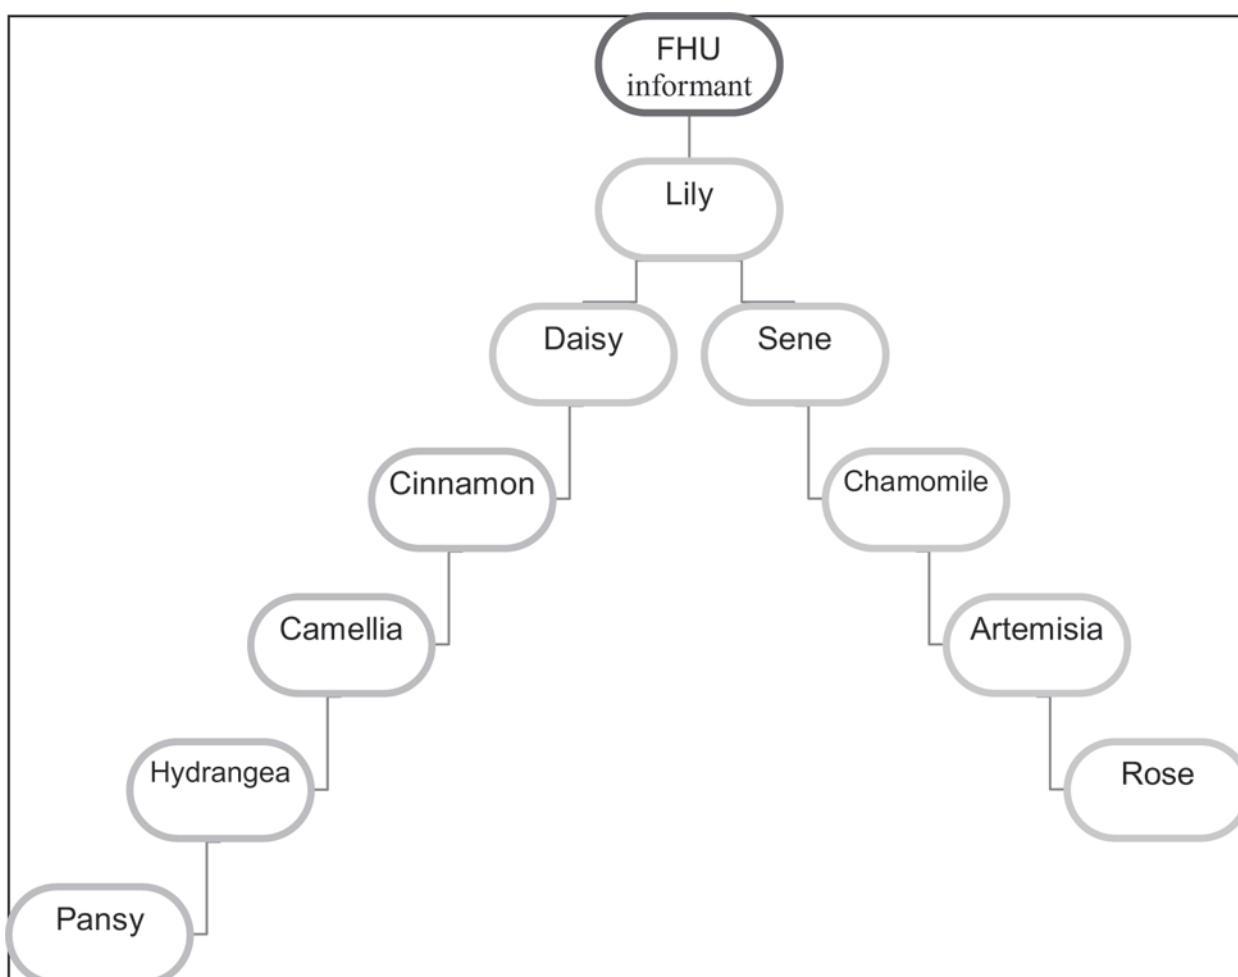 FHU
informant
Lily
Daisy
Sene
Cinnamon
Chamomile
Camellia
Artemisia
Hydrangea
Rose
Pansy